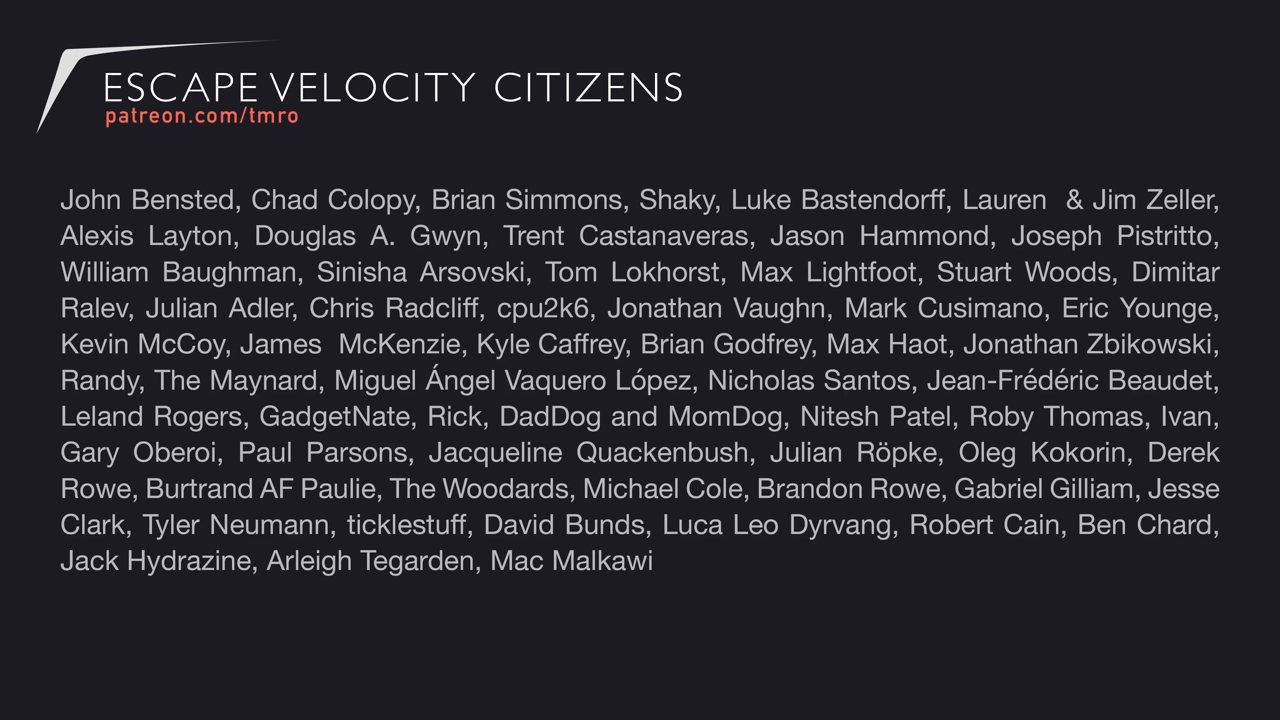 ESCAPE VELOCITY CITIZENS
patreon.com/tmro
John Bensted, Chad Colopy, Brian Simmons, Shaky, Luke Bastendorff, Lauren  & Jim Zeller,
Alexis Layton, Douglas A. Gwyn, Trent Castanaveras, Jason Hammond, Joseph Pistritto,
William Baughman, Sinisha Arsovski, Tom Lokhorst, Max Lightfoot, Stuart Woods, Dimitar
Ralev, Julian Adler, Chris Radcliff, cpu2k6, Jonathan Vaughn, Mark Cusimano, Eric Younge,
Kevin McCoy, James  McKenzie, Kyle Caffrey, Brian Godfrey, Max Haot, Jonathan Zbikowski,
Randy, The Maynard, Miguel Ángel Vaquero López, Nicholas Santos, Jean-Frédéric Beaudet,
Leland Rogers, GadgetNate, Rick, DadDog and MomDog, Nitesh Patel, Roby Thomas, Ivan,
Gary Oberoi, Paul Parsons, Jacqueline Quackenbush, Julian Röpke, Oleg Kokorin, Derek
Rowe, Burtrand AF Paulie, The Woodards, Michael Cole, Brandon Rowe, Gabriel Gilliam, Jesse
Clark, Tyler Neumann, ticklestuff, David Bunds, Luca Leo Dyrvang, Robert Cain, Ben Chard,
Jack Hydrazine, Arleigh Tegarden, Mac Malkawi